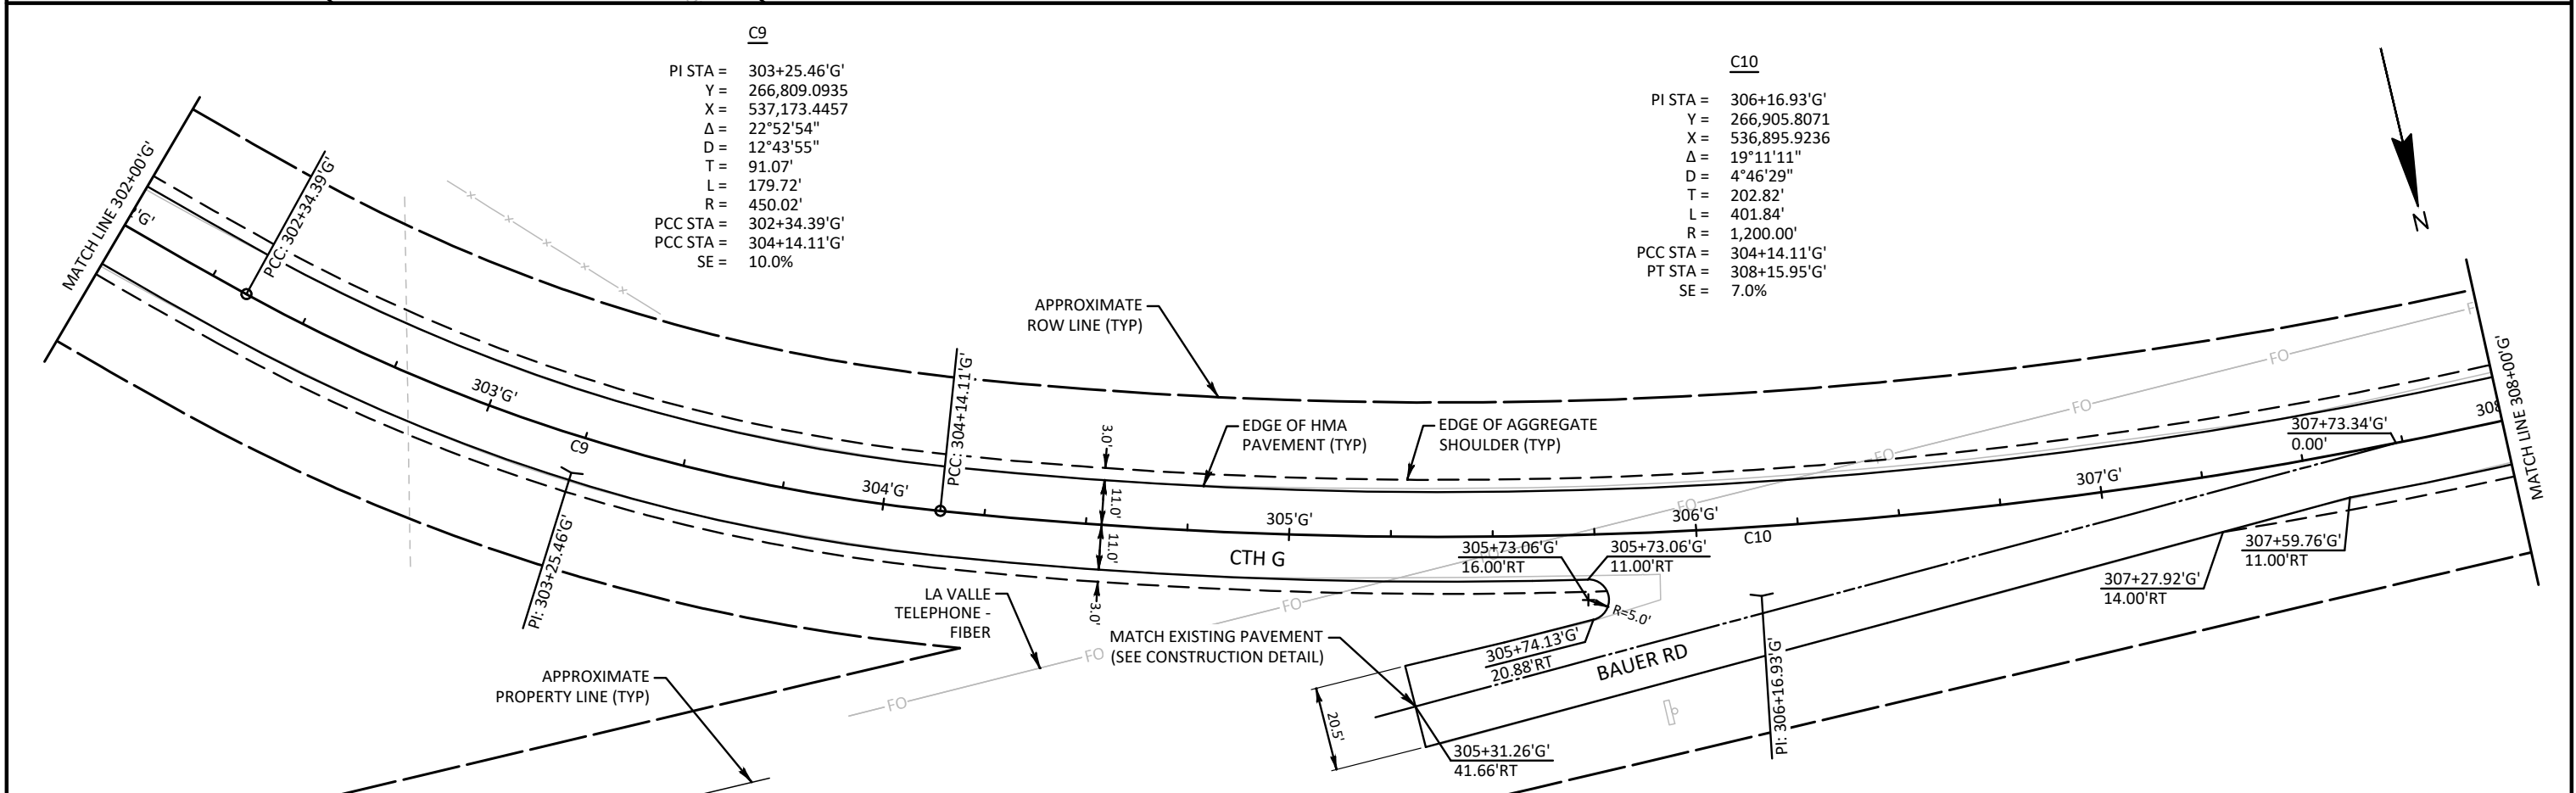 C9
PI STA = 303+25.46'G'
Y = 266,809.0935
X = 537,173.4457
Δ = 22°52'54"
D = 12°43'55"
T = 91.07'
L = 179.72'
R = 450.02'
PCC STA = 302+34.39'G'
PCC STA = 304+14.11'G'
SE = 10.0%
C10
PI STA = 306+16.93'G'
Y = 266,905.8071
X = 536,895.9236
Δ = 19°11'11"
D = 4°46'29"
T = 202.82'
L = 401.84'
R = 1,200.00'
PCC STA = 304+14.11'G'
PT STA = 308+15.95'G'
SE = 7.0%
N
MATCH LINE 302+00'G'
'G'
PCC: 302+34.39'G'
303'G'
C9
PI: 303+25.46'G'
304'G'
PCC: 304+14.11'G'
APPROXIMATE
ROW LINE (TYP)
EDGE OF HMA
PAVEMENT (TYP)
EDGE OF AGGREGATE
SHOULDER (TYP)
3.0'
11.0'
11.0'
3.0'
305'G'
CTH G
306'G'
C10
307'G'
308
MATCH LINE 308+00'G'
FO
FO
FO
FO
FO
FO
FO
FO
FO
307+73.34'G'
0.00'
305+73.06'G'
16.00'RT
305+73.06'G'
11.00'RT
307+59.76'G'
11.00'RT
307+27.92'G'
14.00'RT
R=5.0'
LA VALLE
TELEPHONE -
FIBER
MATCH EXISTING PAVEMENT
(SEE CONSTRUCTION DETAIL)
305+74.13'G'
20.88'RT
BAUER RD
PI: 306+16.93'G'
APPROXIMATE
PROPERTY LINE (TYP)
20.5'
305+31.26'G'
41.66'RT